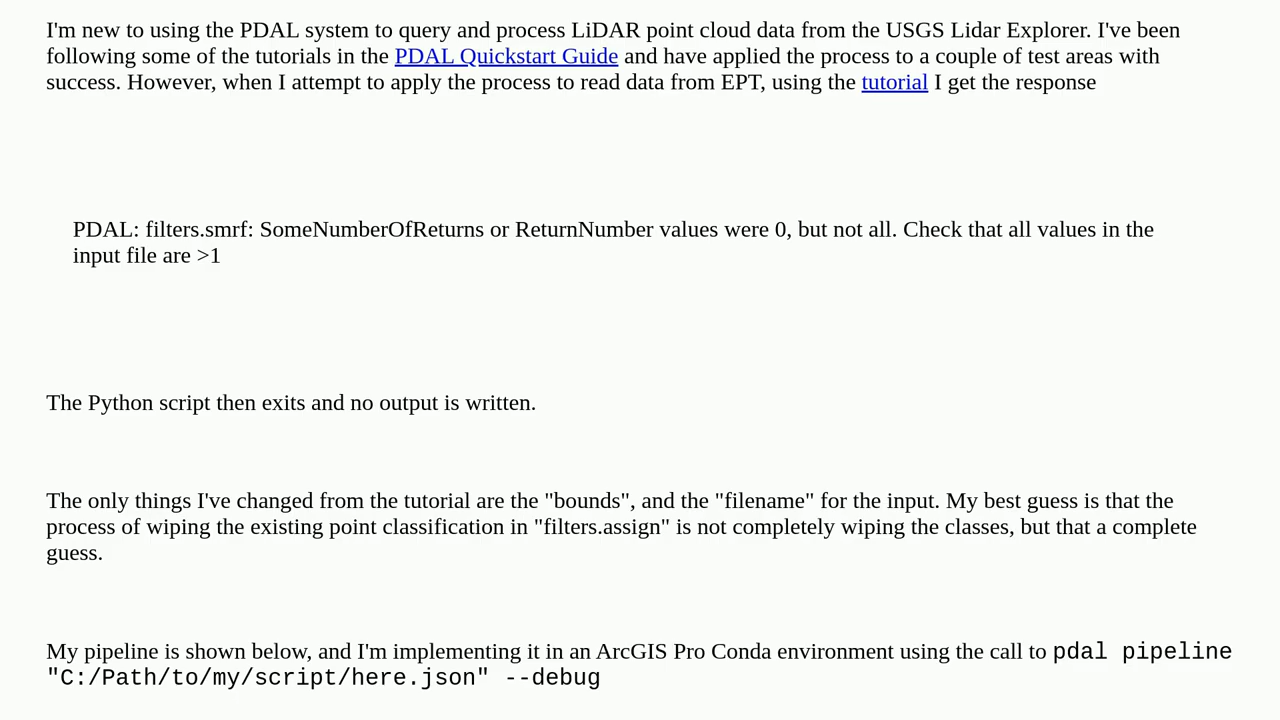 I'm new to using the PDAL system to query and process LiDAR point cloud data from the USGS Lidar Explorer. I've been
following some of the tutorials in the PDAL Quickstart Guide and have applied the process to a couple of test areas with
success. However, when I attempt to apply the process to read data from EPT, using the tutorial I get the response
PDAL: filters.smrf: SomeNumberOfReturns or ReturnNumber values were 0, but not all. Check that all values in the
input file are >1
The Python script then exits and no output is written.
The only things I've changed from the tutorial are the "bounds", and the "filename" for the input. My best guess is that the
process of wiping the existing point classification in "filters.assign" is not completely wiping the classes, but that a complete
guess.
My pipeline is shown below, and I'm implementing it in an ArcGIS Pro Conda environment using the call to pdal pipeline
"C:/Path/to/my/script/here.json" --debug